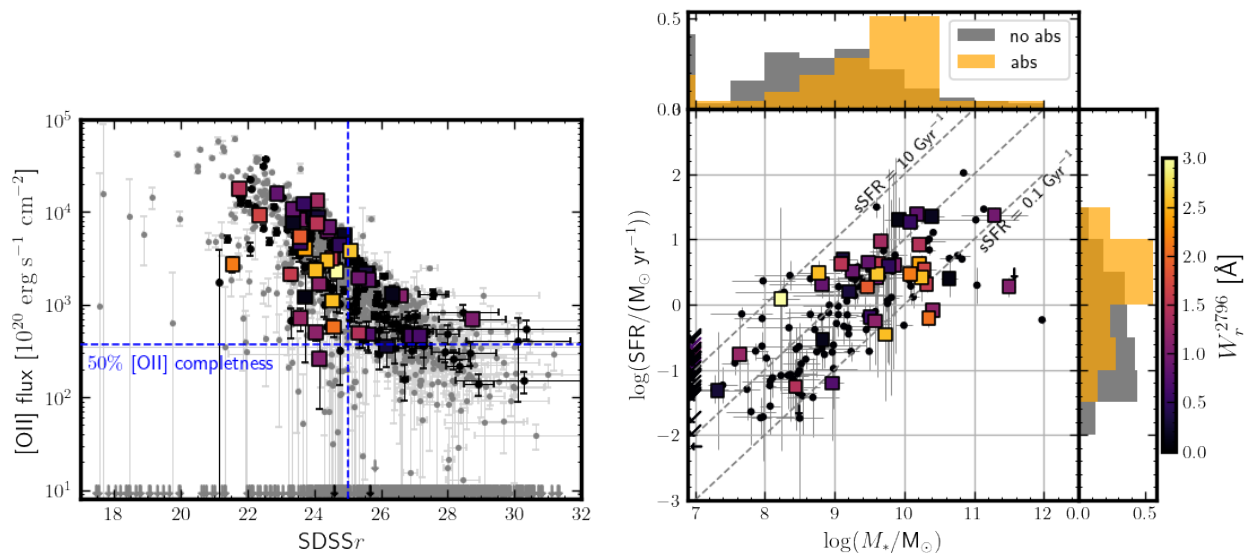 [OII] flux [10^20 erg s^−1 cm^−2]
10^5
10^4
10^3
10^2
10^1
50% [OII] completness
18 20 22 24 26 28 30 32
SDSSr
0.5
0.0
no abs
abs
log(SFR/(M⊙ yr^−1))
3
2
1
0
−1
−2
−3
sSFR = 10 Gyr^−1
sSFR = 0.1 Gyr^−1
7 8 9 10 11 12
log(M*/M⊙)
0.0 0.5
3.0
2.5
2.0
1.5
1.0
0.5
0.0
W_r^2796 [Å]